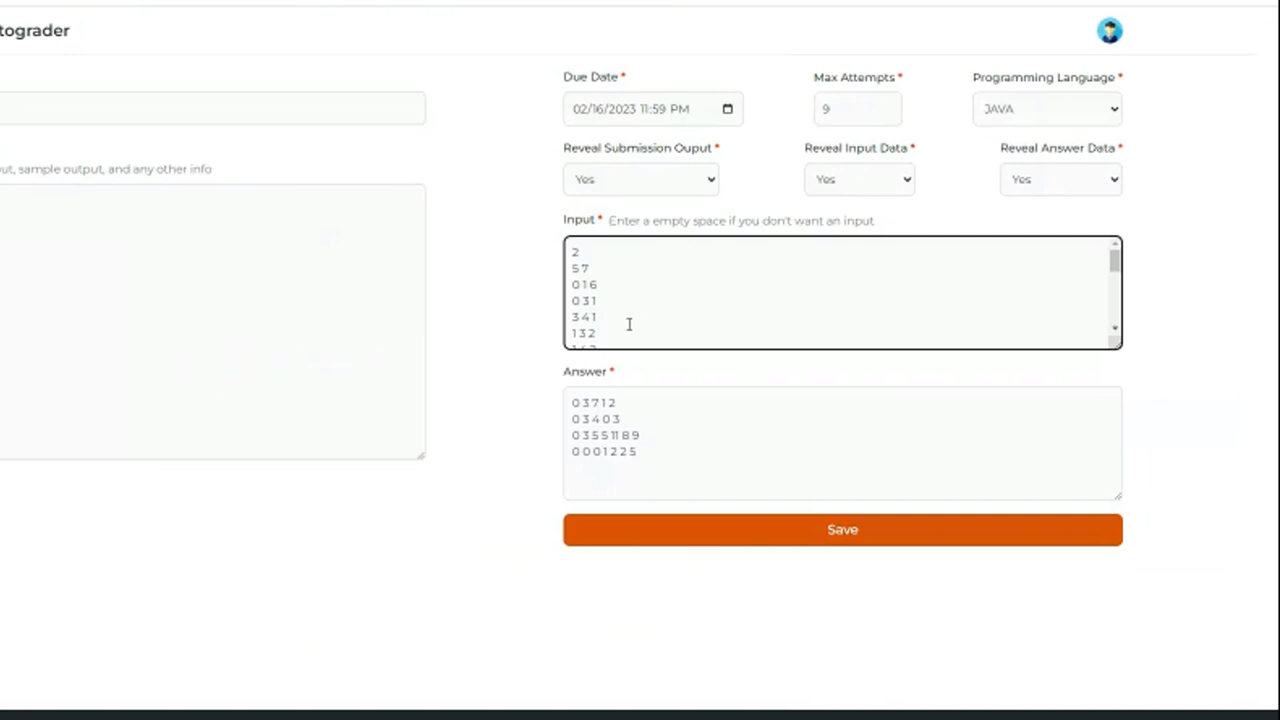 tograder
Due Date *
Max Attempts *
Programming Language *
02/16/2023 11:59 PM
9
JAVA
ut, sample output, and any other info
Reveal Submission Ouput *
Reveal Input Data *
Reveal Answer Data *
Yes
Yes
Yes
Input * Enter a empty space if you don't want an input
2
5 7
0 1 6
0 3 1
3 4 1
1 3 2
Answer *
0 3 7 1 2
0 3 4 0 3
0 3 5 5 11 8 9
0 0 0 1 2 2 5
Save